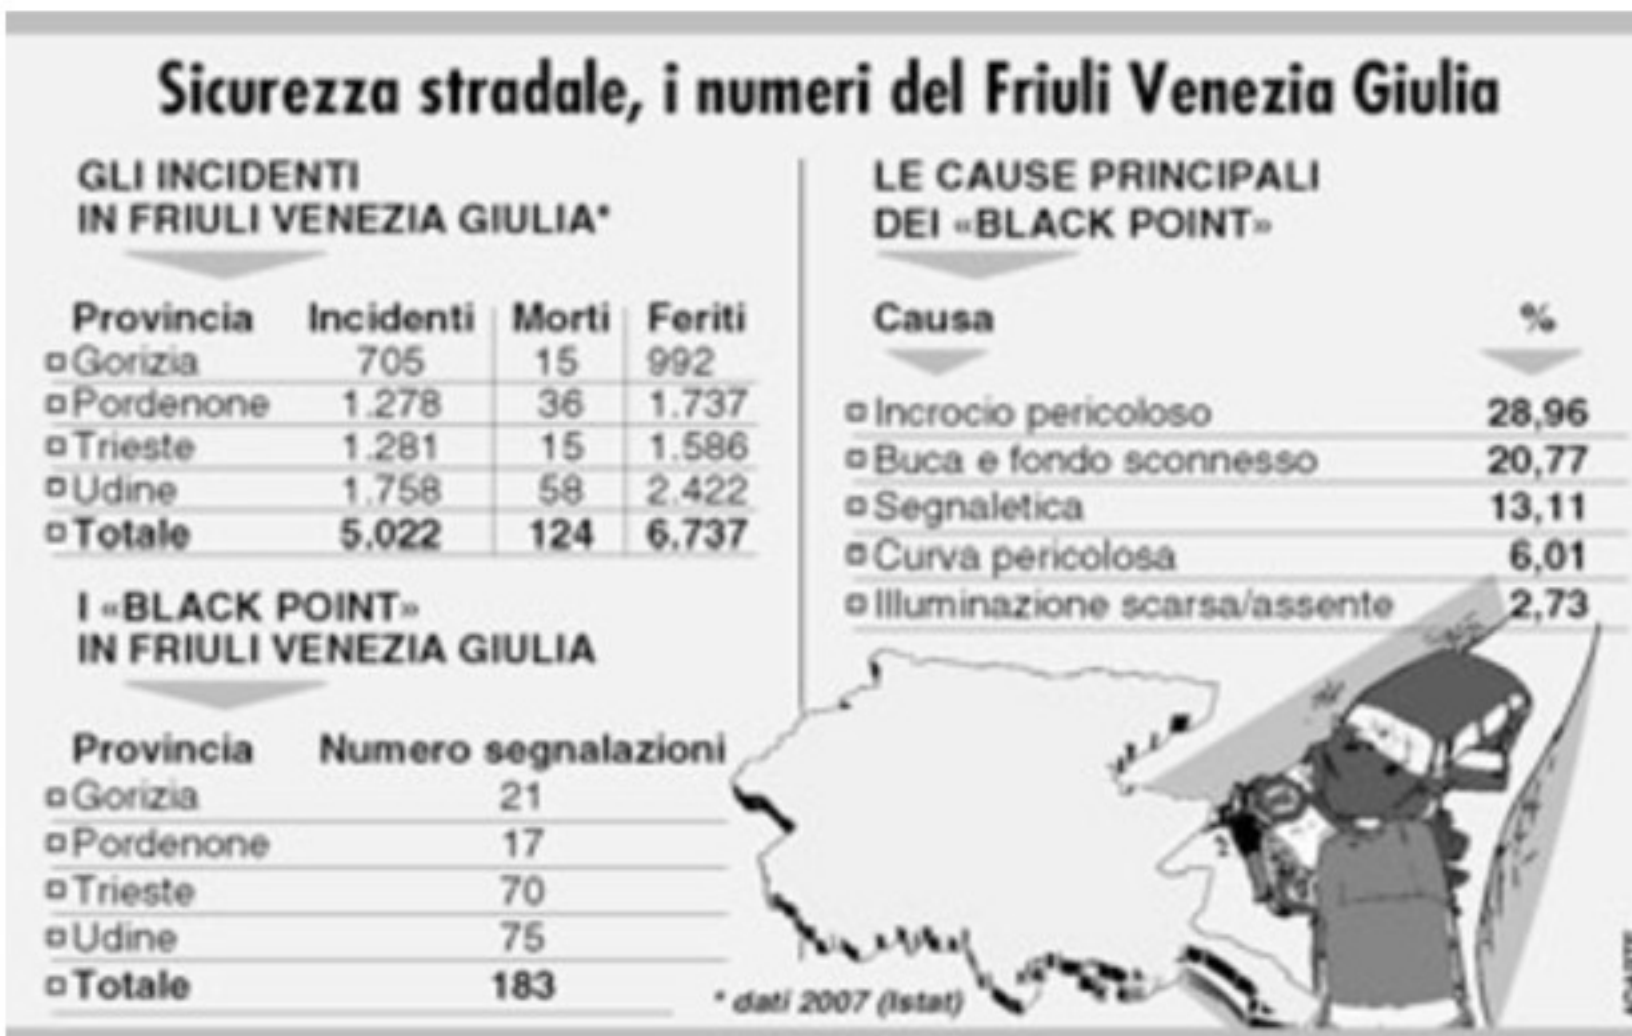 Sicurezza stradale, i numeri del Friuli Venezia Giulia
GLI INCIDENTI
IN FRIULI VENEZIA GIULIA*
Provincia Incidenti Morti Feriti
Gorizia 705 15 992
Pordenone 1.278 36 1.737
Trieste 1.281 15 1.586
Udine 1.758 58 2.422
Totale 5.022 124 6.737
I «BLACK POINT»
IN FRIULI VENEZIA GIULIA
Provincia Numero segnalazioni
Gorizia 21
Pordenone 17
Trieste 70
Udine 75
Totale 183
LE CAUSE PRINCIPALI
DEI «BLACK POINT»
Causa %
Incrocio pericoloso 28,96
Buca e fondo sconnesso 20,77
Segnaletica 13,11
Curva pericolosa 6,01
Illuminazione scarsa/assente 2,73
* dati 2007 (Istat)